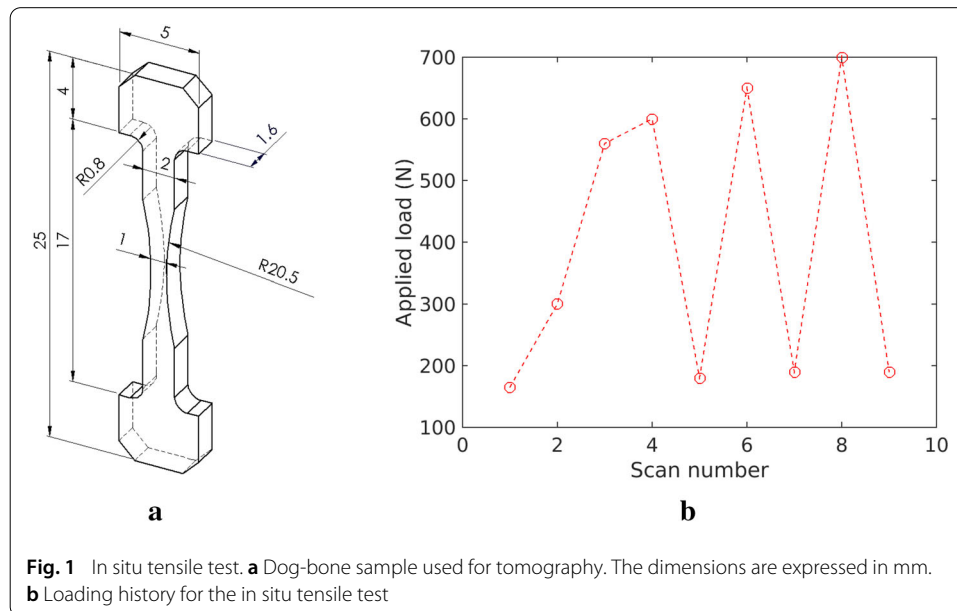 5
4
1.6
R0.8
2
25
17
1
R20.5
a
700
600
500
400
300
200
100
0
2
4
6
8
10
Applied load (N)
Scan number
b
Fig. 1 In situ tensile test. a Dog-bone sample used for tomography. The dimensions are expressed in mm.
b Loading history for the in situ tensile test